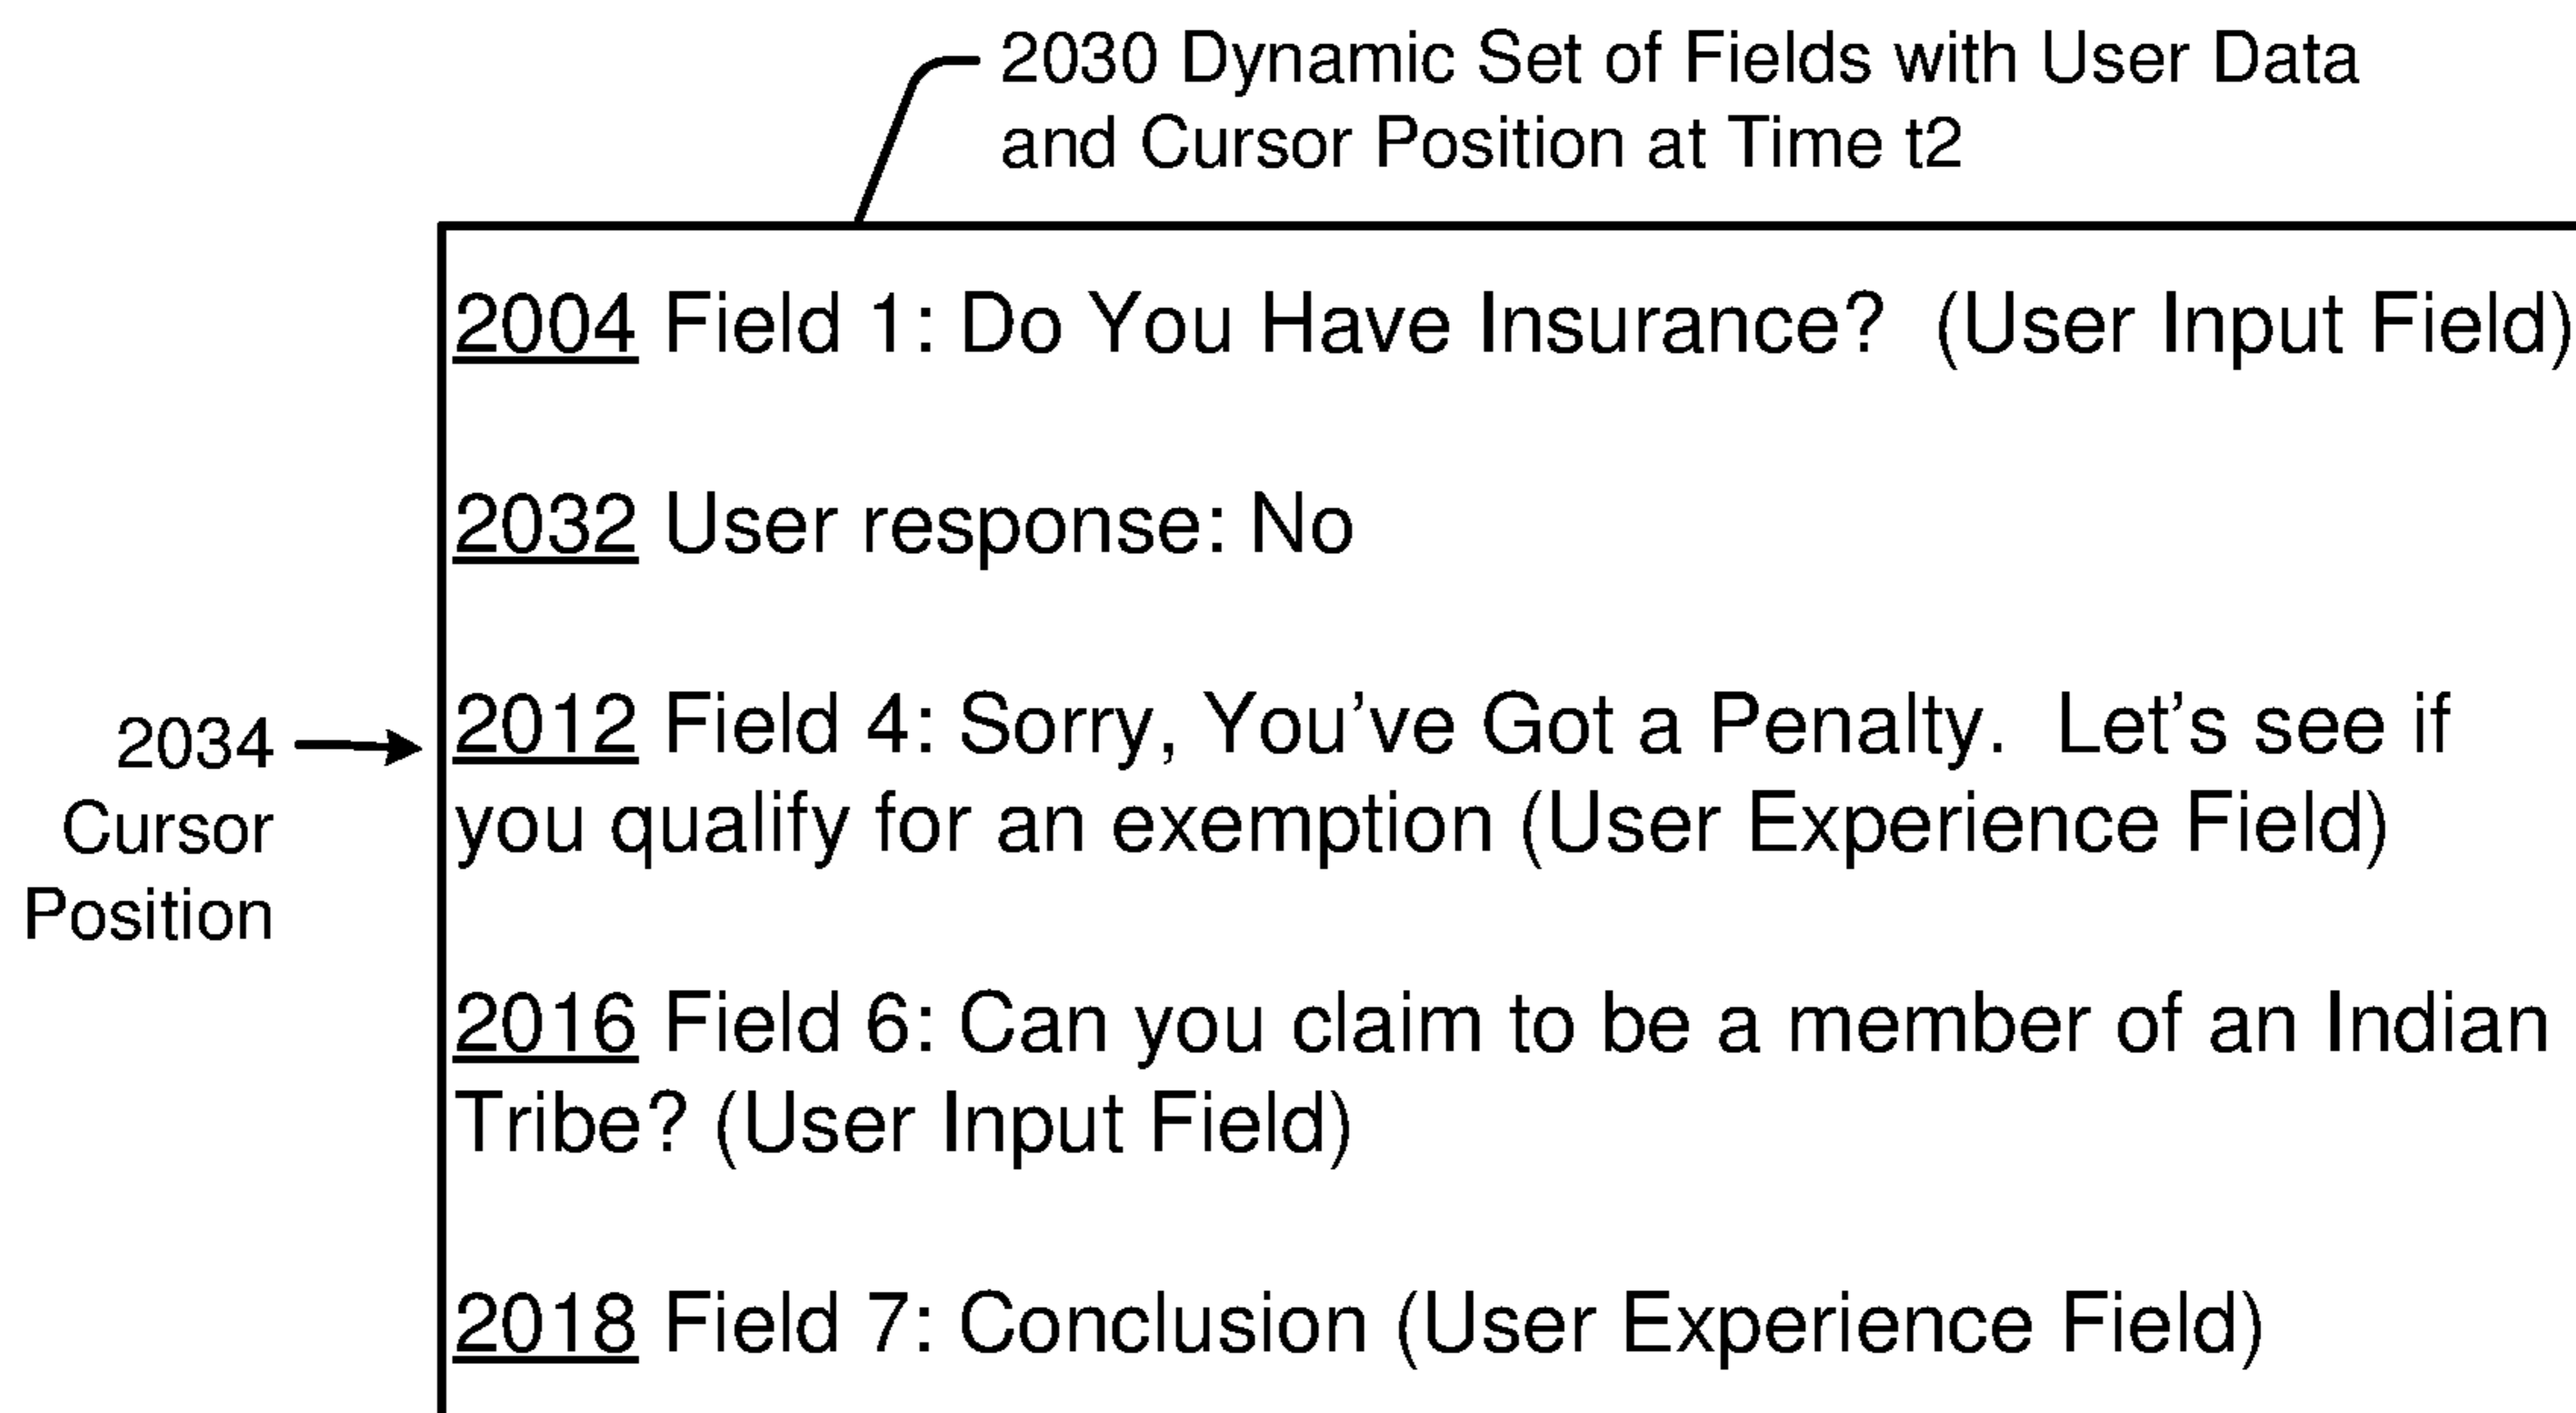 2030 Dynamic Set of Fields with User Data
and Cursor Position at Time t2
2004 Field 1: Do You Have Insurance?  (User Input Field)
2032 User response: No
2034
Cursor
Position
2012 Field 4: Sorry, You’ve Got a Penalty.  Let’s see if
you qualify for an exemption (User Experience Field)
2016 Field 6: Can you claim to be a member of an Indian
Tribe? (User Input Field)
2018 Field 7: Conclusion (User Experience Field)